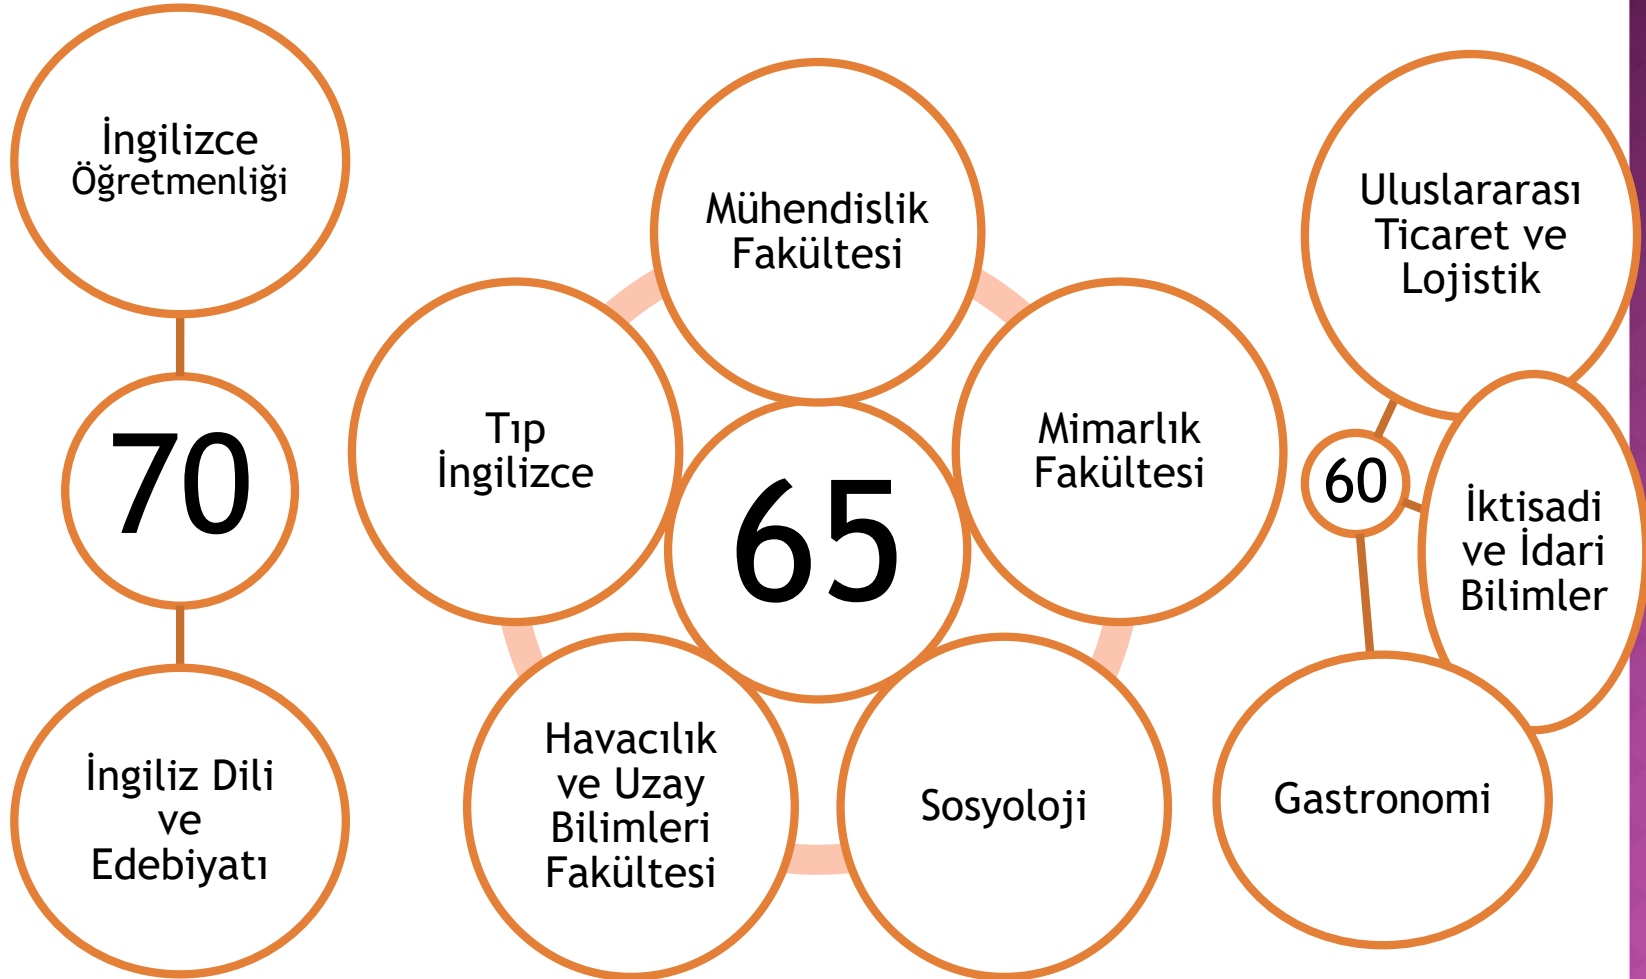 İngilizce
Öğretmenliği
70
İngiliz Dili
ve
Edebiyatı
Mühendislik
Fakültesi
Tıp
İngilizce
Mimarlık
Fakültesi
65
Havacılık
ve Uzay
Bilimleri
Fakültesi
Sosyoloji
Uluslararası
Ticaret ve
Lojistik
60
İktisadi
ve İdari
Bilimler
Gastronomi